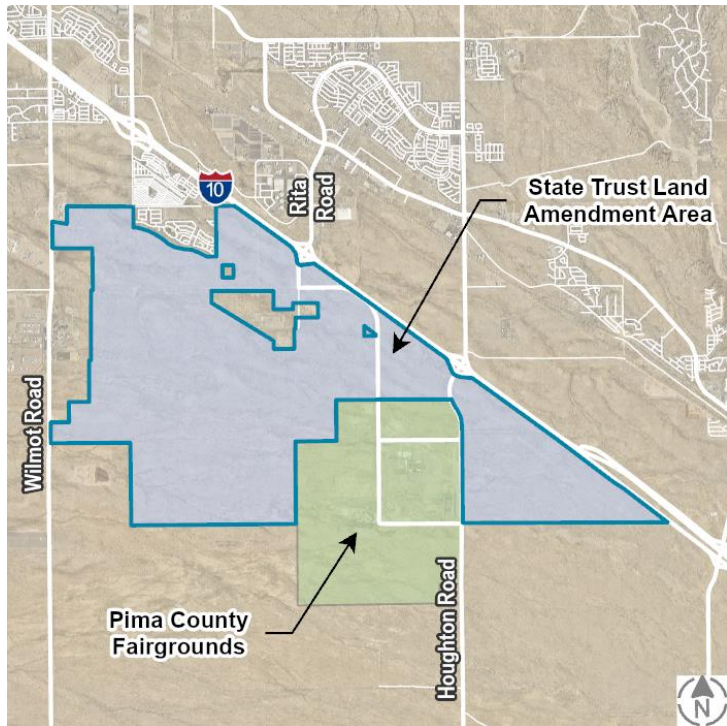 10
Rita
Road
State Trust Land
Amendment Area
Wilmot Road
Pima County
Fairgrounds
Houghton Road
N